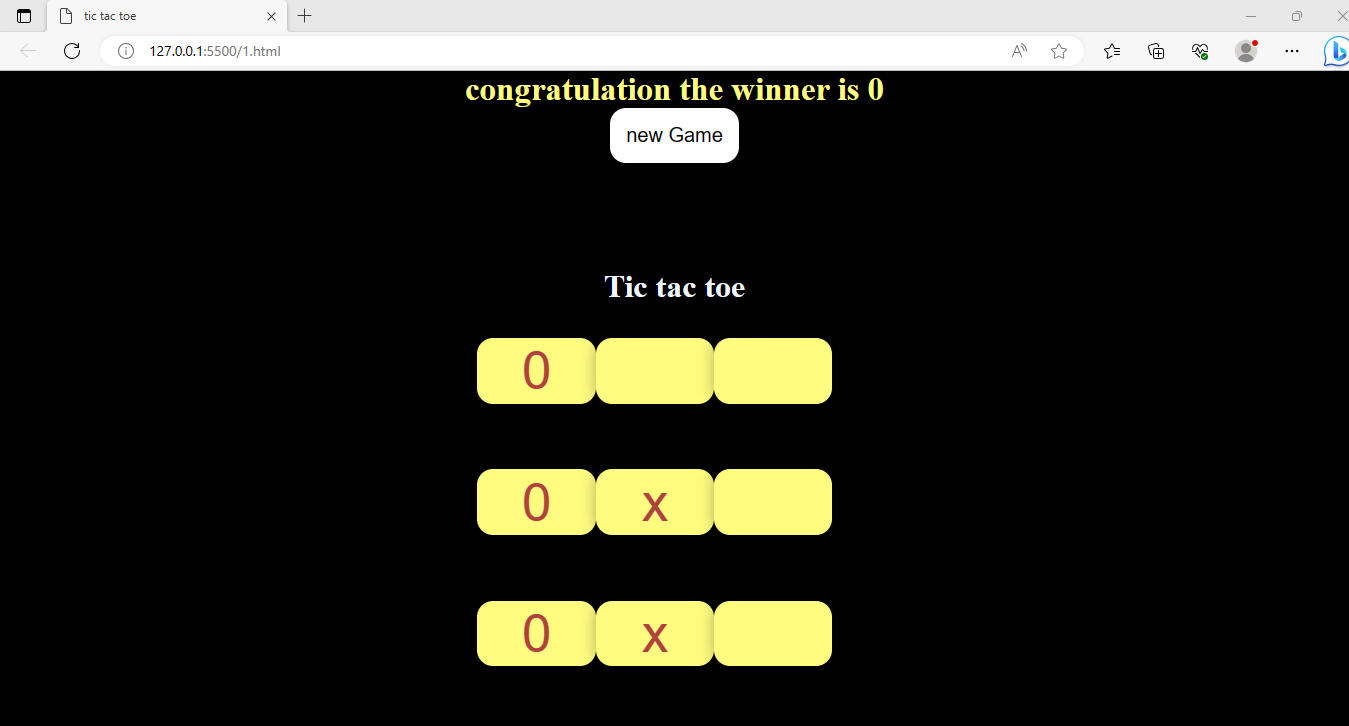 tic tac toe
127.0.0.1:5500/1.html
congratulation the winner is 0
new Game
Tic tac toe
0
0 x
0 x